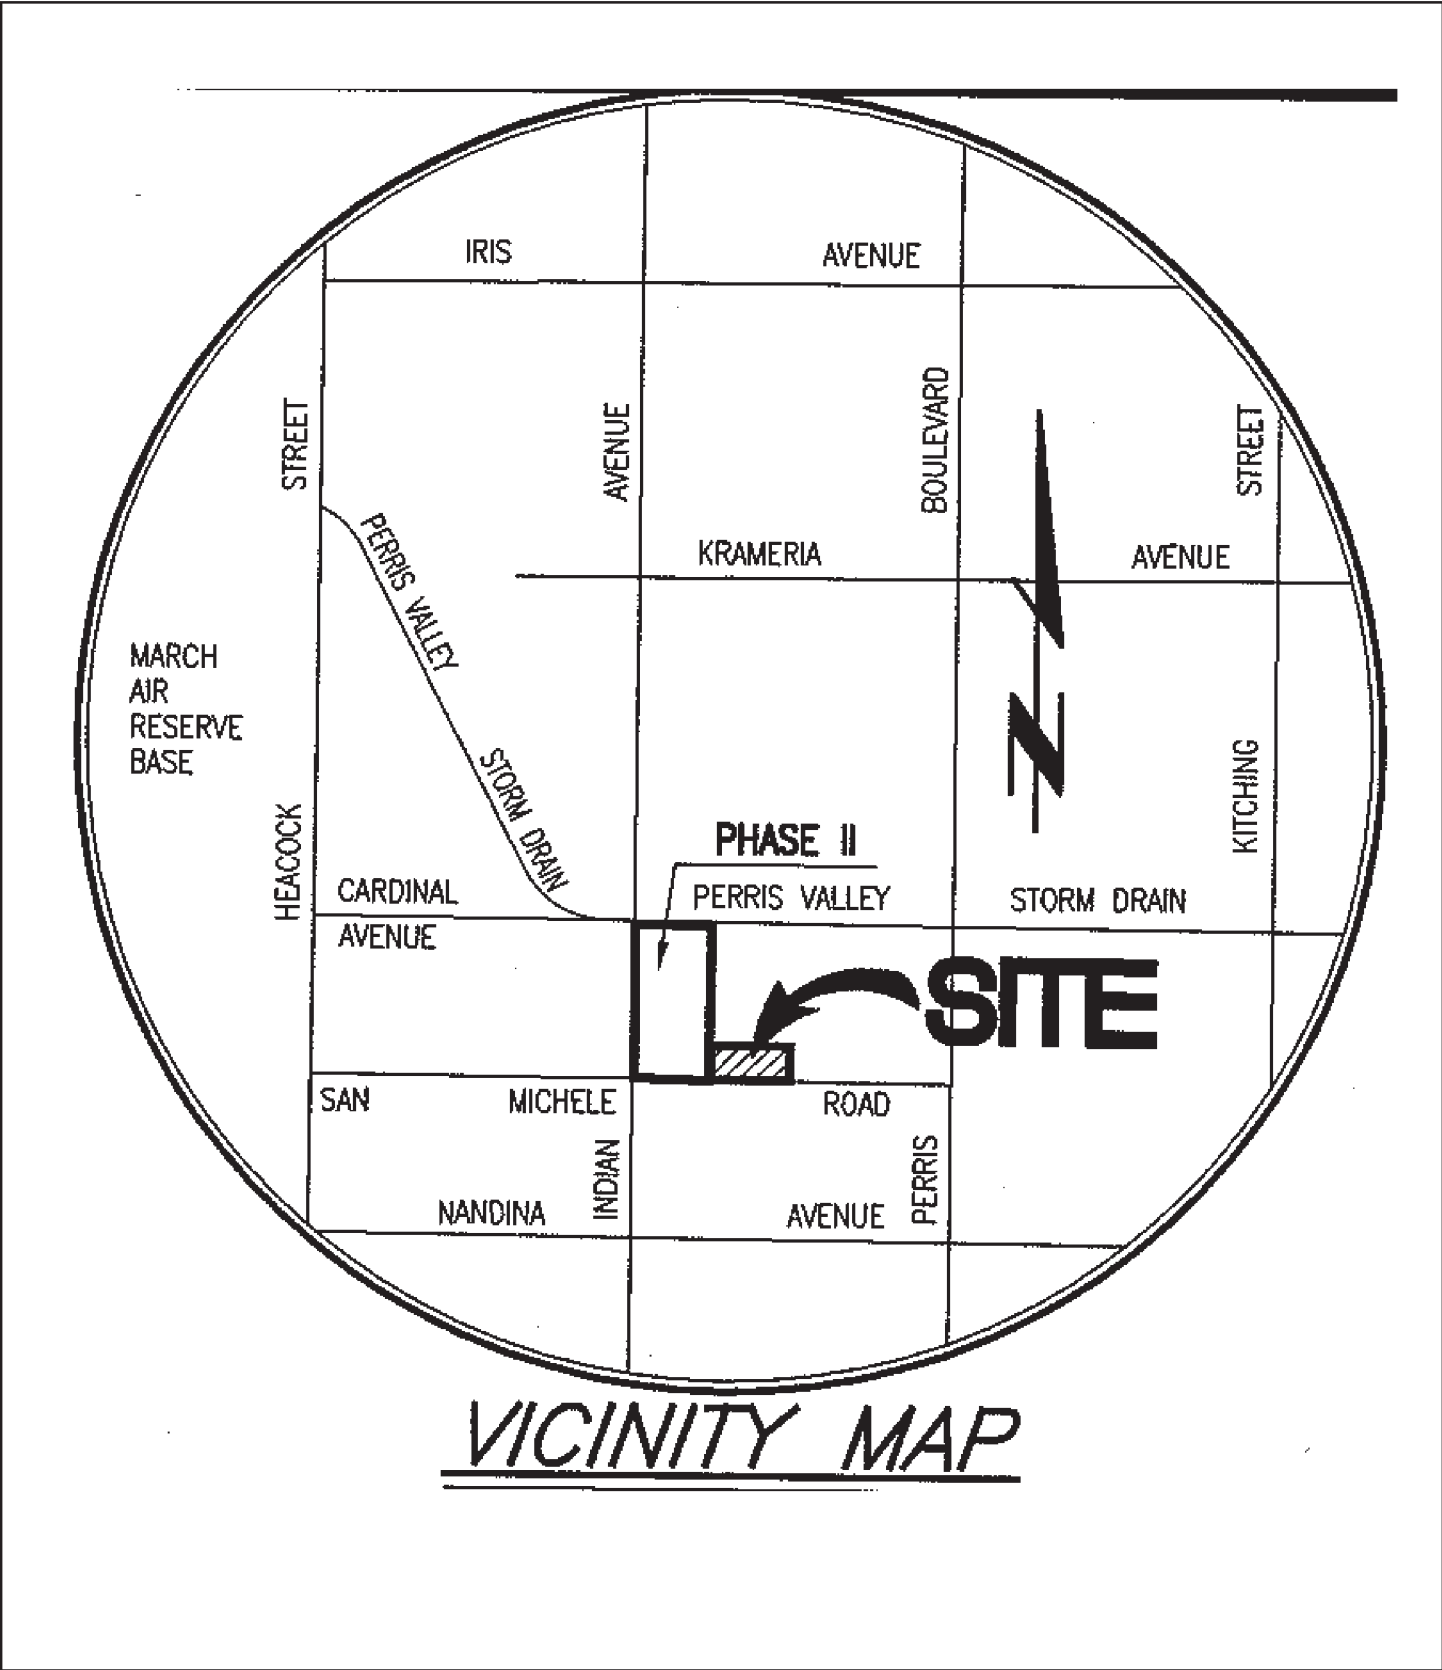 IRIS AVENUE
STREET
AVENUE
BOULEVARD
STREET
PERRIS VALLEY
KRAMERIA AVENUE
MARCH
AIR
RESERVE
BASE
N
STORM DRAIN
KITCHING
HEACOCK
PHASE II
CARDINAL
AVENUE
PERRIS VALLEY STORM DRAIN
SITE
SAN MICHELE ROAD
INDIAN
PERRIS
NANDINA AVENUE
VICINITY MAP